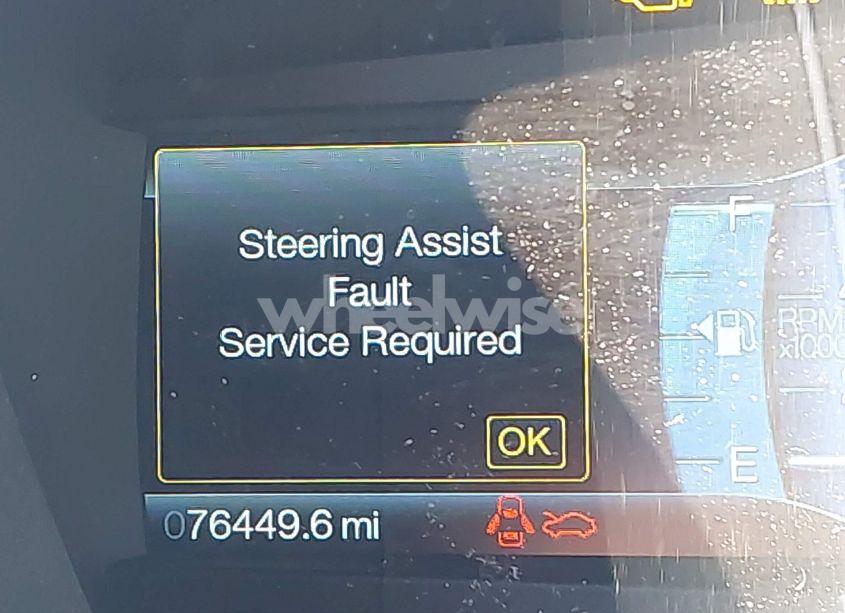 Steering Assist
Fault
wheelwise
Service Required
OK
076449.6 mi
F
RPM
x1000
E